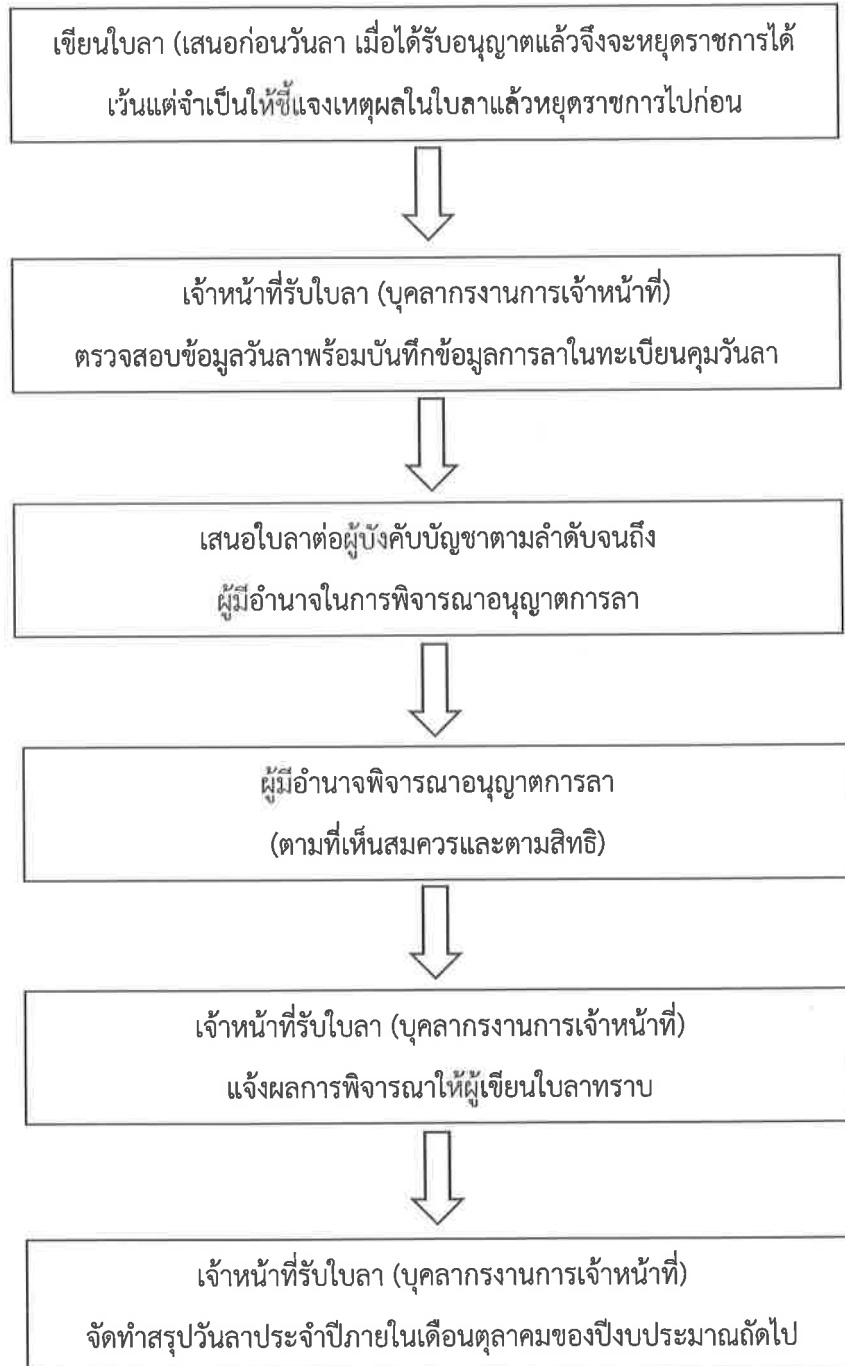 เขียนใบลา (เสนอก่อนวันลา เมื่อได้รับอนุญาตแล้วจึงจะหยุดราชการได้
เว้นแต่จำเป็นให้ชี้แจงเหตุผลในใบลาแล้วหยุดราชการไปก่อน
เจ้าหน้าที่รับใบลา (บุคลากรงานการเจ้าหน้าที่)
ตรวจสอบข้อมูลวันลาพร้อมบันทึกข้อมูลการลาในทะเบียนคุมวันลา
เสนอใบลาต่อผู้บังคับบัญชาตามลำดับจนถึง
ผู้มีอำนาจในการพิจารณาอนุญาตการลา
ผู้มีอำนาจพิจารณาอนุญาตการลา
(ตามที่เห็นสมควรและตามสิทธิ)
เจ้าหน้าที่รับใบลา (บุคลากรงานการเจ้าหน้าที่)
แจ้งผลการพิจารณาให้ผู้เขียนใบลาทราบ
เจ้าหน้าที่รับใบลา (บุคลากรงานการเจ้าหน้าที่)
จัดทำสรุปวันลาประจำปีภายในเดือนตุลาคมของปีงบประมาณถัดไป